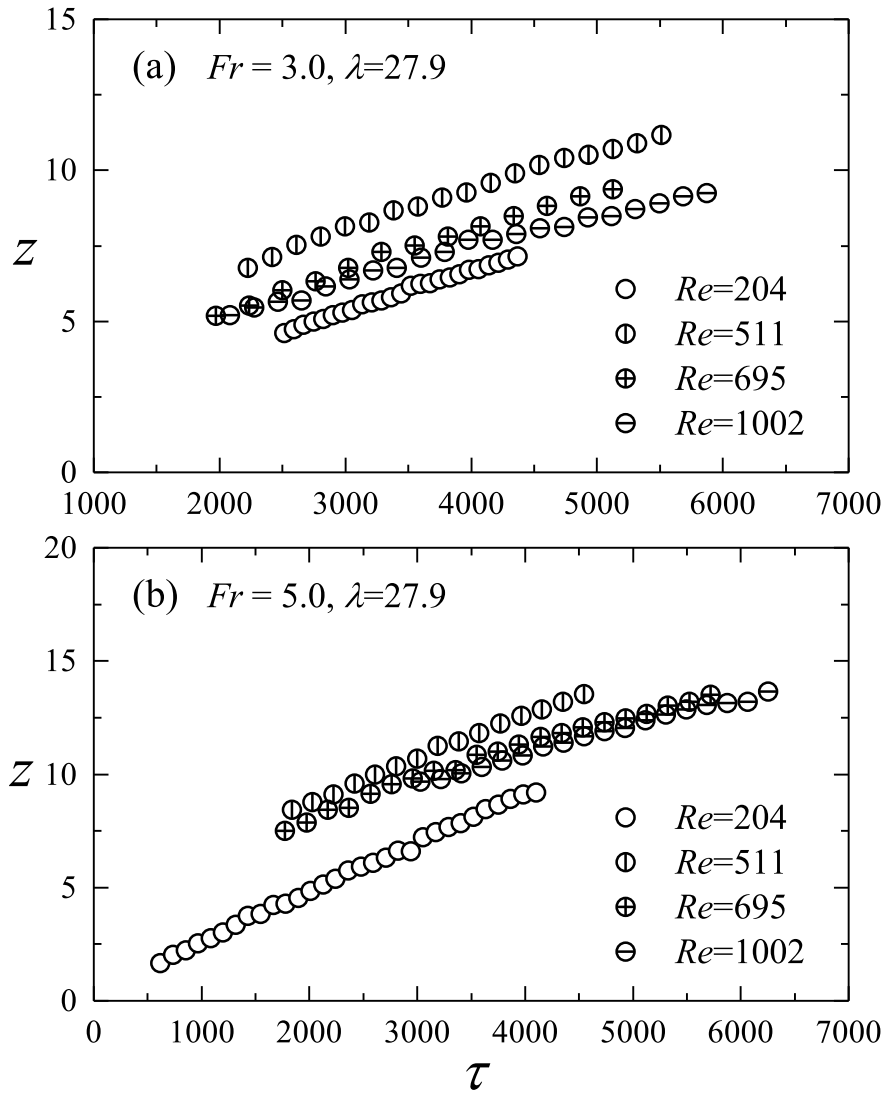 15
(a) Fr = 3.0, λ=27.9
10
z
5
0
Re=204
Re=511
Re=695
Re=1002
1000 2000 3000 4000 5000 6000 7000
20
(b) Fr = 5.0, λ=27.9
15
10
z
5
0
Re=204
Re=511
Re=695
Re=1002
0 1000 2000 3000 4000 5000 6000 7000
τ